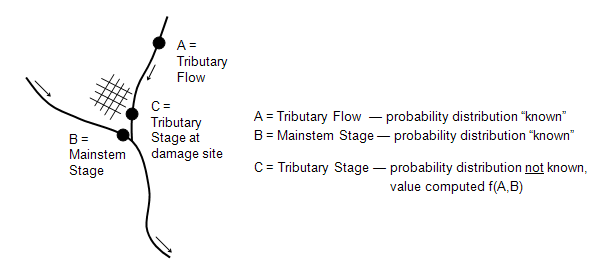 A =
Tributary
Flow
C =
Tributary
Stage at
damage site
B =
Mainstem
Stage
A = Tributary Flow — probability distribution “known”
B = Mainstem Stage — probability distribution “known”
C = Tributary Stage — probability distribution not known,
value computed f(A,B)